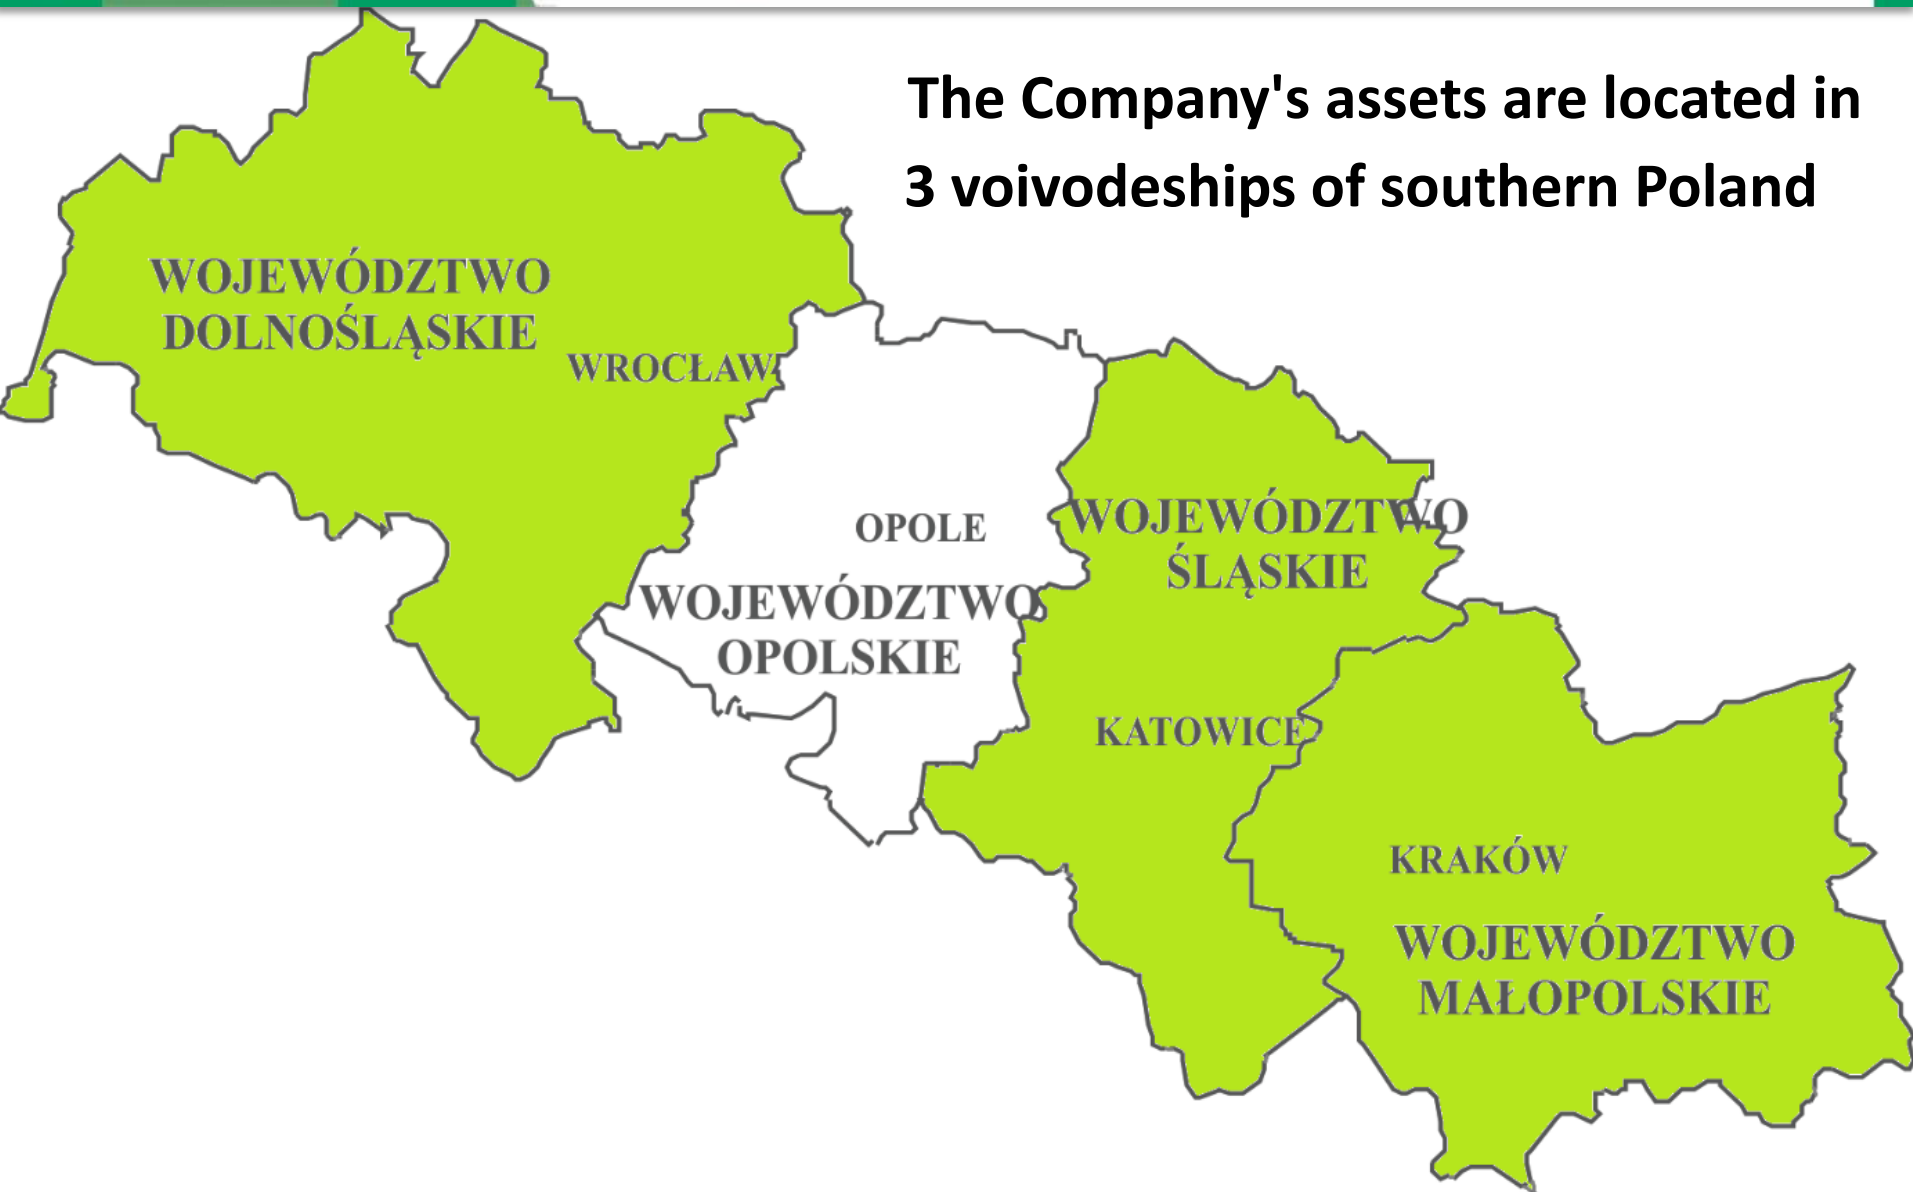 The Company's assets are located in
3 voivodeships of southern Poland
WOJEWÓDZTWO
DOLNOŚLĄSKIE
WROCŁAW
OPOLE
WOJEWÓDZTWO
OPOLSKIE
WOJEWÓDZTWO
ŚLĄSKIE
KATOWICE
KRAKÓW
WOJEWÓDZTWO
MAŁOPOLSKIE